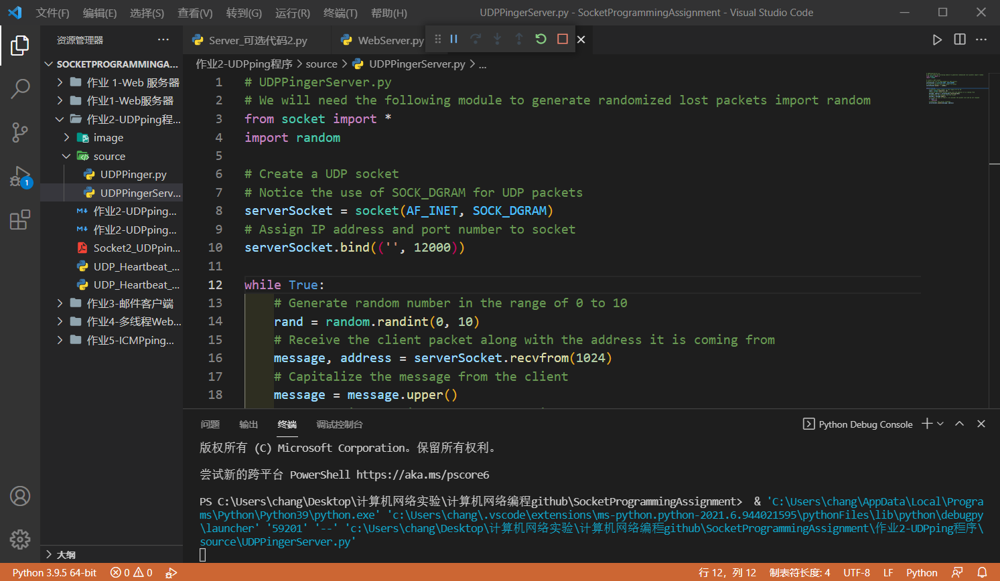 文件(F) 编辑(E) 选择(S) 查看(V) 转到(G) 运行(R) 终端(T) 帮助(H) UDPPingerServer.py - SocketProgrammingAssignment - Visual Studio Code
资源管理器 ···
SOCKETPROGRAMMINGA...
作业 1-Web 服务器
作业1-Web服务器
作业2-UDPping程...
image
source
UDPPinger.py
UDPPingerServ...
作业2-UDPping...
作业2-UDPping...
Socket2_UDPpin...
UDP_Heartbeat_...
UDP_Heartbeat_...
作业3-邮件客户端
作业4-多线程Web...
作业5-ICMPping...
大纲
1
Server_可选代码2.py WebServer.py
作业2-UDPping程序 > source > UDPPingerServer.py > ...
1 # UDPPingerServer.py
2 # We will need the following module to generate randomized lost packets import random
3 from socket import *
4 import random
5
6 # Create a UDP socket
7 # Notice the use of SOCK_DGRAM for UDP packets
8 serverSocket = socket(AF_INET, SOCK_DGRAM)
9 # Assign IP address and port number to socket
10 serverSocket.bind(('', 12000))
11
12 while True:
13 # Generate random number in the range of 0 to 10
14 rand = random.randint(0, 10)
15 # Receive the client packet along with the address it is coming from
16 message, address = serverSocket.recvfrom(1024)
17 # Capitalize the message from the client
18 message = message.upper()
问题 输出 终端 调试控制台 Python Debug Console
版权所有 (C) Microsoft Corporation。保留所有权利。
尝试新的跨平台 PowerShell https://aka.ms/pscore6
PS C:\Users\chang\Desktop\计算机网络实验\计算机网络编程github\SocketProgrammingAssignment> & 'C:\Users\chang\AppData\Local\Progra
ms\Python\Python39\python.exe' 'c:\Users\chang\.vscode\extensions\ms-python.python-2021.6.944021595\pythonFiles\lib\python\debugpy
\launcher' '59201' '--' 'c:\Users\chang\Desktop\计算机网络实验\计算机网络编程github\SocketProgrammingAssignment\作业2-UDPping程序\
source\UDPPingerServer.py'
Python 3.9.5 64-bit 0 0 行 12，列 12 制表符长度: 4 UTF-8 LF Python